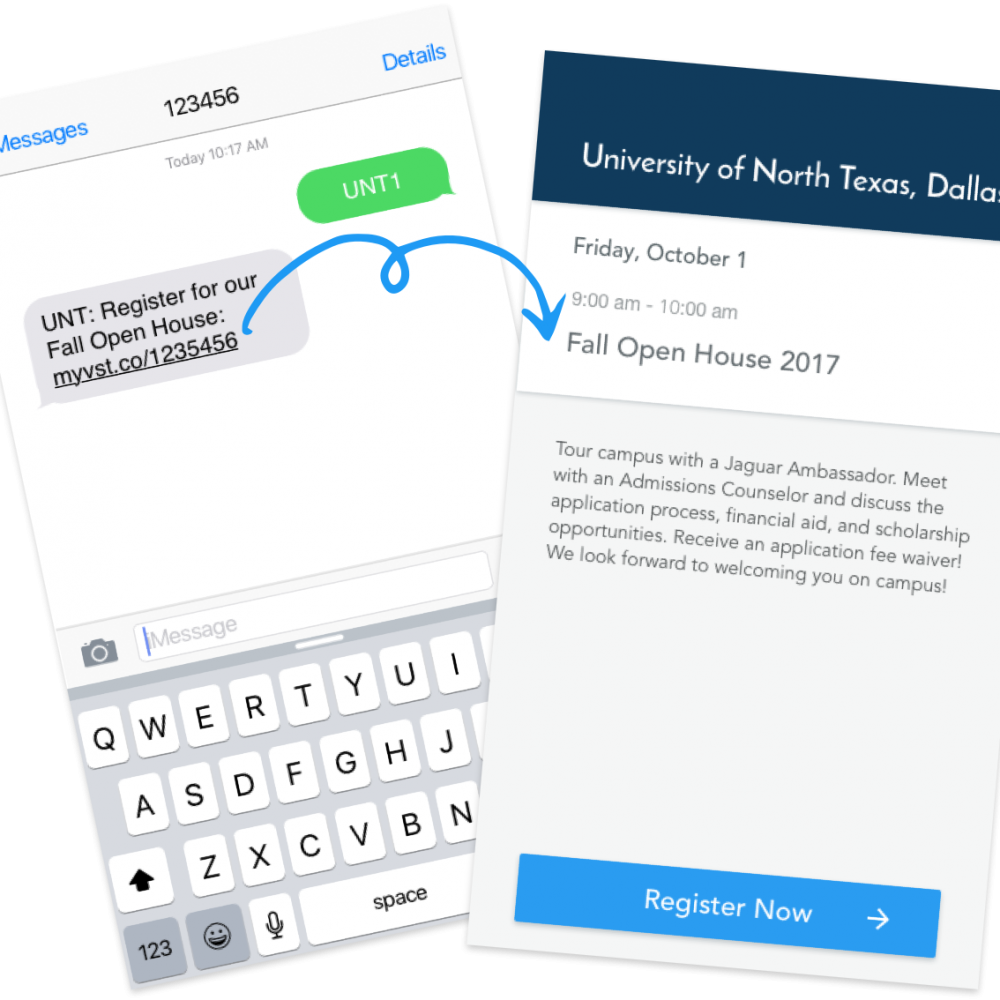 Messages
123456
Details
Today 10:17 AM
UNT1
UNT: Register for our
Fall Open House:
myvst.co/1235456
iMessage
Q W E R T Y U I
A S D F G H J
Z X C V B N
123
space
University of North Texas, Dallas
Friday, October 1
9:00 am - 10:00 am
Fall Open House 2017
Tour campus with a Jaguar Ambassador. Meet
with an Admissions Counselor and discuss the
application process, financial aid, and scholarship
opportunities. Receive an application fee waiver!
We look forward to welcoming you on campus!
Register Now